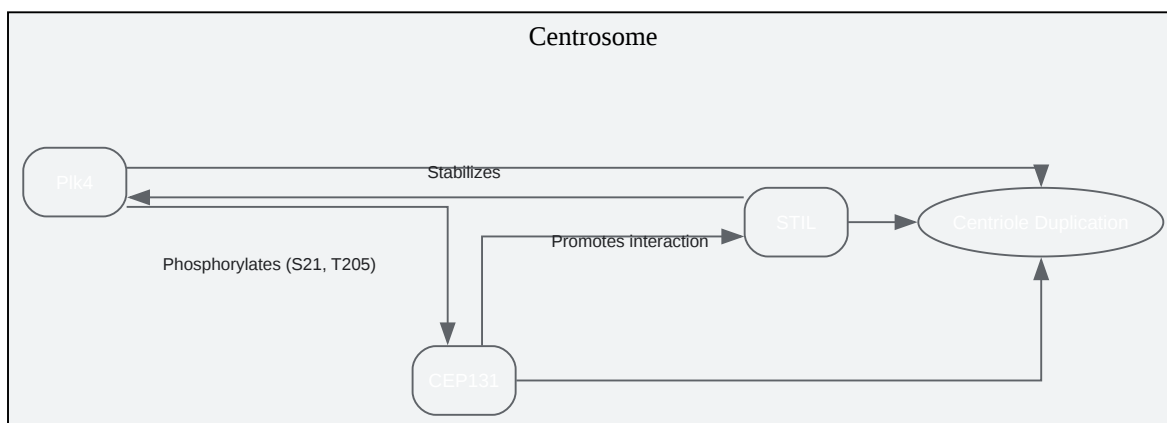 Centrosome
Stabilizes
Plk4
STIL
Centriole Duplication
Promotes interaction
Phosphorylates (S21, T205)
CEP131